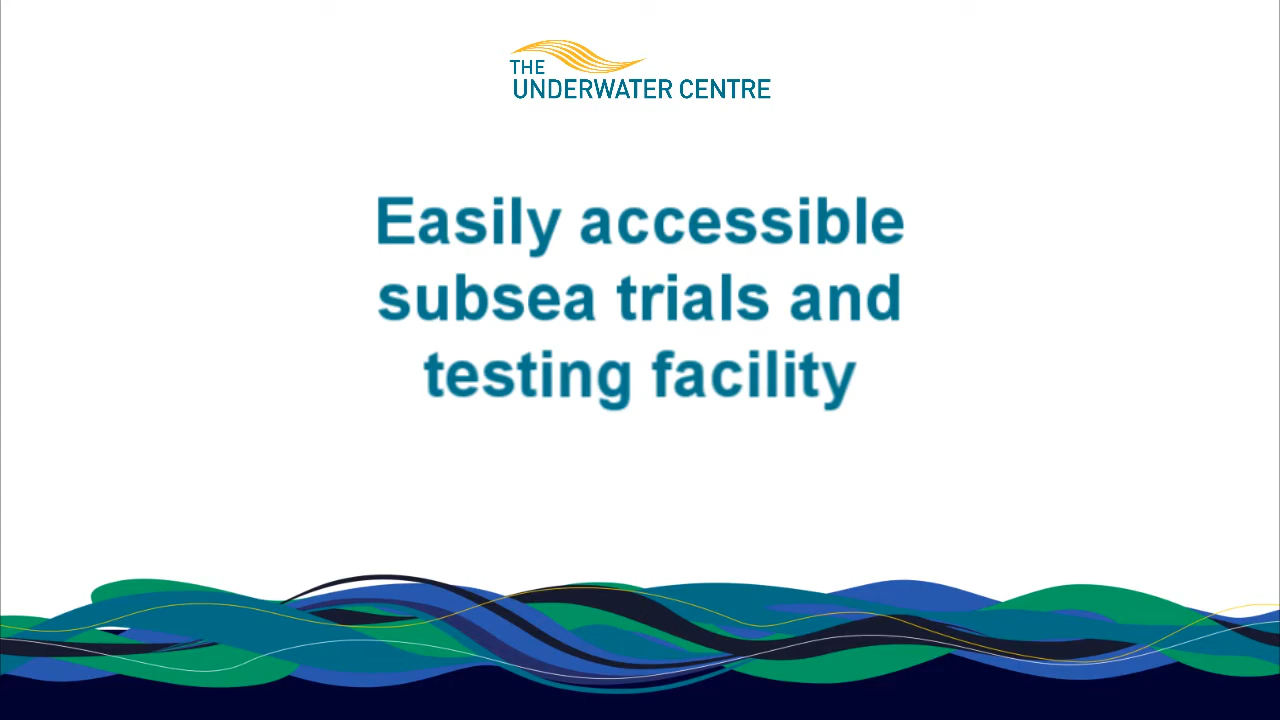 THE
UNDERWATER CENTRE
Easily accessible
subsea trials and
testing facility